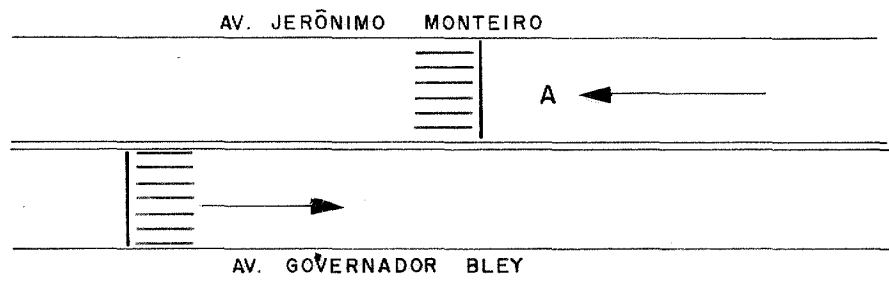 AV. JERÔNIMO MONTEIRO
A
AV. GOVERNADOR BLEY